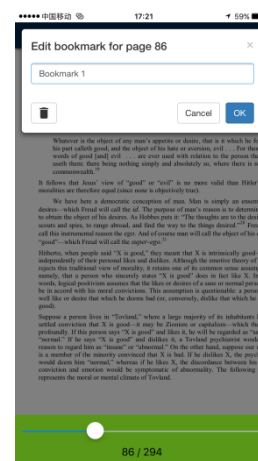 ●●●●● 中国移动
17:21
59%
Edit bookmark for page 86
×
Bookmark 1
Cancel
OK
Whatever is the object of any man's appetite or desire, that is it which he fo
his part calleth good; and the object of his hate or aversion, evil . . . . For thes
words of good [and] evil . . . are ever used with relation to the person tha
useth them: there being nothing simply and absolutely so, where there is n
commonwealth.
It follows that Jesus' view of "good" or "evil" is no more valid than Hitler
moralities are therefore equal (since none is objectively true).
We have here a democratic conception of man. Man is simply an ensem
desires—which Freud will call the id. The purpose of man's reason is to determin
to obtain the object of his desires. As Hobbes puts it: "The thoughts are to the desi
scouts and spies, to range abroad, and find the way to the things desired." Freu
call this instrumental reason the ego. And of course man will call the object of his d
"good"—which Freud will call the super-ego.
Hitherto, when people said "X is good," they meant that X is intrinsically good—
independently of their personal likes and dislikes. Although the emotive theory of
rejects this traditional view of morality, it retains one of its common sense assum
namely, that a person who sincerely states "X is good" does in fact like X. In
words, logical positivism assumes that the likes or desires of a sane or normal perso
be in accord with his moral convictions. This assumption is questionable: a perso
well like or desire that which he deems bad (or, conversely, dislike that which he
good).
Suppose a person lives in "Tovland," where a large majority of its inhabitants h
settled conviction that X is good—it may be Zionism or capitalism—which the
profoundly. If this person says "X is good" and likes it, he will be regarded as "sa
"normal." If he says "X is good" and dislikes it, a Tovland psychiatrist would
reason to regard him as "insane" or "abnormal." On the other hand, suppose our
is a member of the minority convinced that X is bad. If he dislikes X, the psyc
would deem him "normal," whereas if he likes X, the discordance between his
conviction and emotion would be symptomatic of abnormality. The following
represents the moral or mental climate of Tovland.
86 / 294